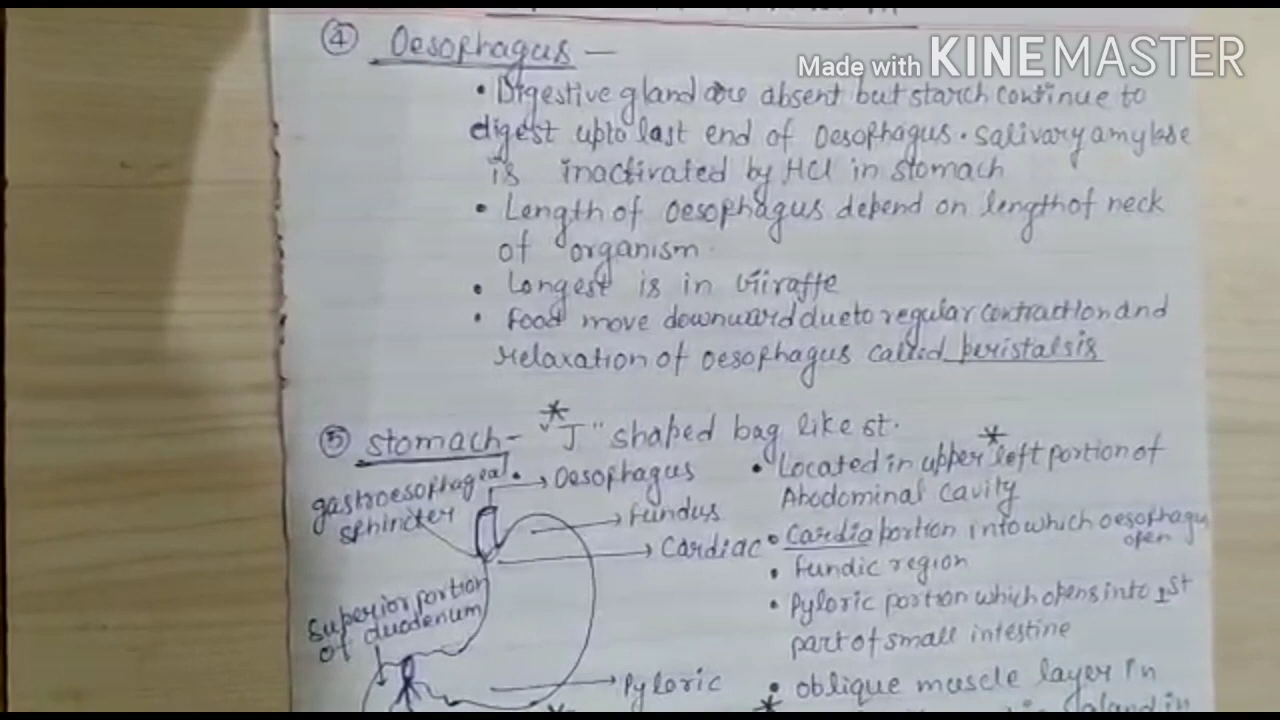 Made with KINEMASTER
④ Oesophagus –
• Digestive gland are absent but starch continue to
digest upto last end of oesophagus. salivary amylase
is inactivated by HCl in stomach
• Length of oesophagus depend on length of neck
of organism.
• Longest is in Giraffe
• Food move downward due to regular contraction and
relaxation of oesophagus called peristalsis
⑤ stomach – * "J" shaped bag like st.
gastroesophageal
sphincter
• → Oesophagus
→ Fundus
→ Cardiac
Superior portion
of duodenum
→ Pyloric
• Located in upper * left portion of
Abdominal cavity
• Cardia portion into which oesophagus
open
• Fundic region
• Pyloric portion which opens into 1st
part of small intestine
• oblique muscle layer in
* gland in